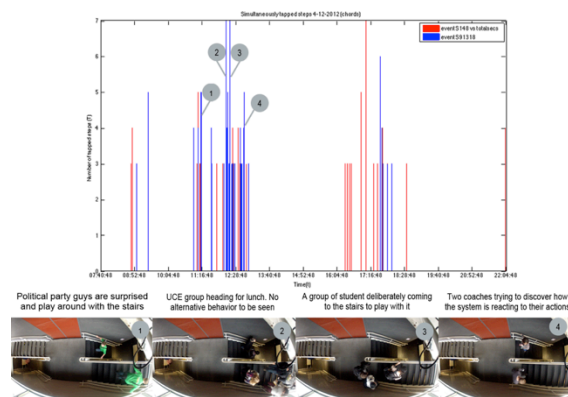 Simultaneously tapped steps 4-12-2012 (chords)
7
event S148 vs totalsecs
event S91318
6
2
3
5
1
4
4
3
2
1
0
Number of tapped steps (T)
07:40:48 08:52:48 10:04:48 11:16:48 12:28:48 13:40:48 14:52:48 16:04:48 17:16:48 18:28:48 19:40:48 20:52:48 22:04:48
Time(t)
Political party guys are surprised
and play around with the stairs
UCE group heading for lunch. No
alternative behavior to be seen
A group of student deliberately coming
to the stairs to play with it
Two coaches trying to discover how
the system is reacting to their actions
1
2
3
4